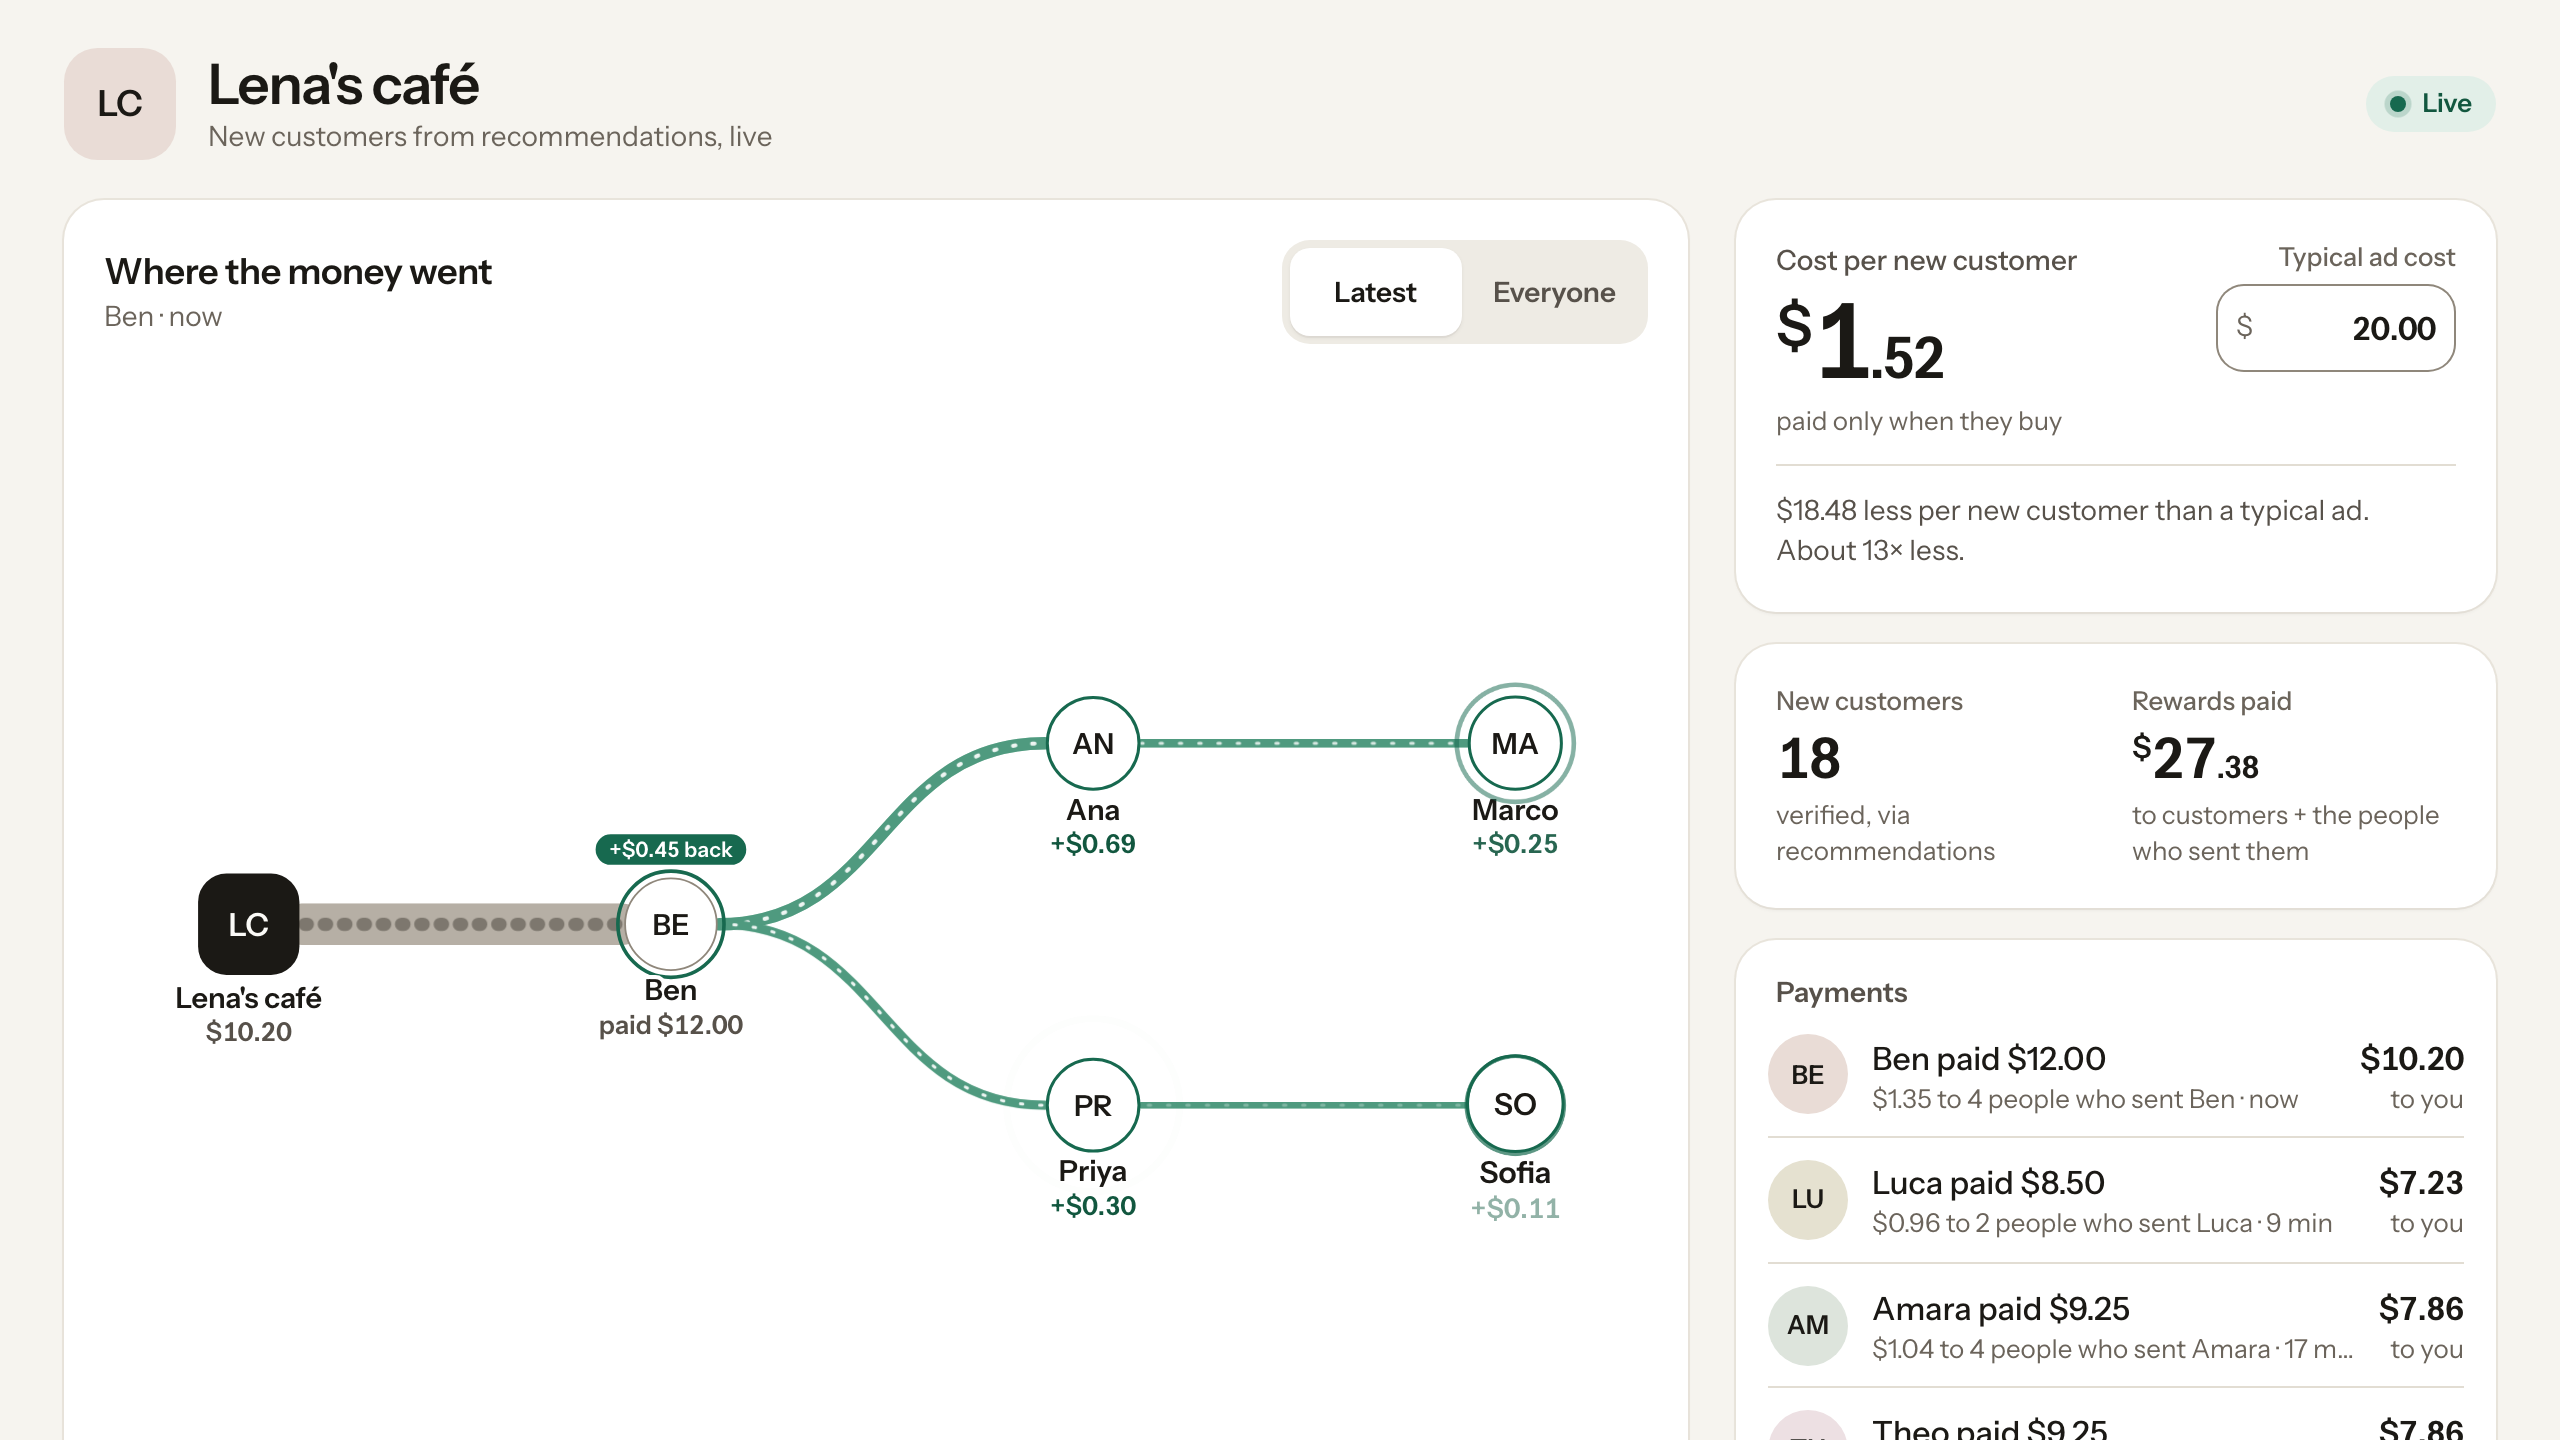 LC
Lena's café
New customers from recommendations, live
Live
Where the money went
Ben · now
Latest
Everyone
AN
Ana
+$0.69
MA
Marco
+$0.25
+$0.45 back
LC
Lena's café
$10.20
BE
Ben
paid $12.00
PR
Priya
+$0.30
SO
Sofia
+$0.11
Cost per new customer
$1.52
paid only when they buy
Typical ad cost
$ 20.00
$18.48 less per new customer than a typical ad.
About 13× less.
New customers
18
verified, via
recommendations
Rewards paid
$27.38
to customers + the people
who sent them
Payments
BE
Ben paid $12.00
$10.20
$1.35 to 4 people who sent Ben · now
to you
LU
Luca paid $8.50
$7.23
$0.96 to 2 people who sent Luca · 9 min
to you
AM
Amara paid $9.25
$7.86
$1.04 to 4 people who sent Amara · 17 m...
to you
Theo paid $9.25
$7.86